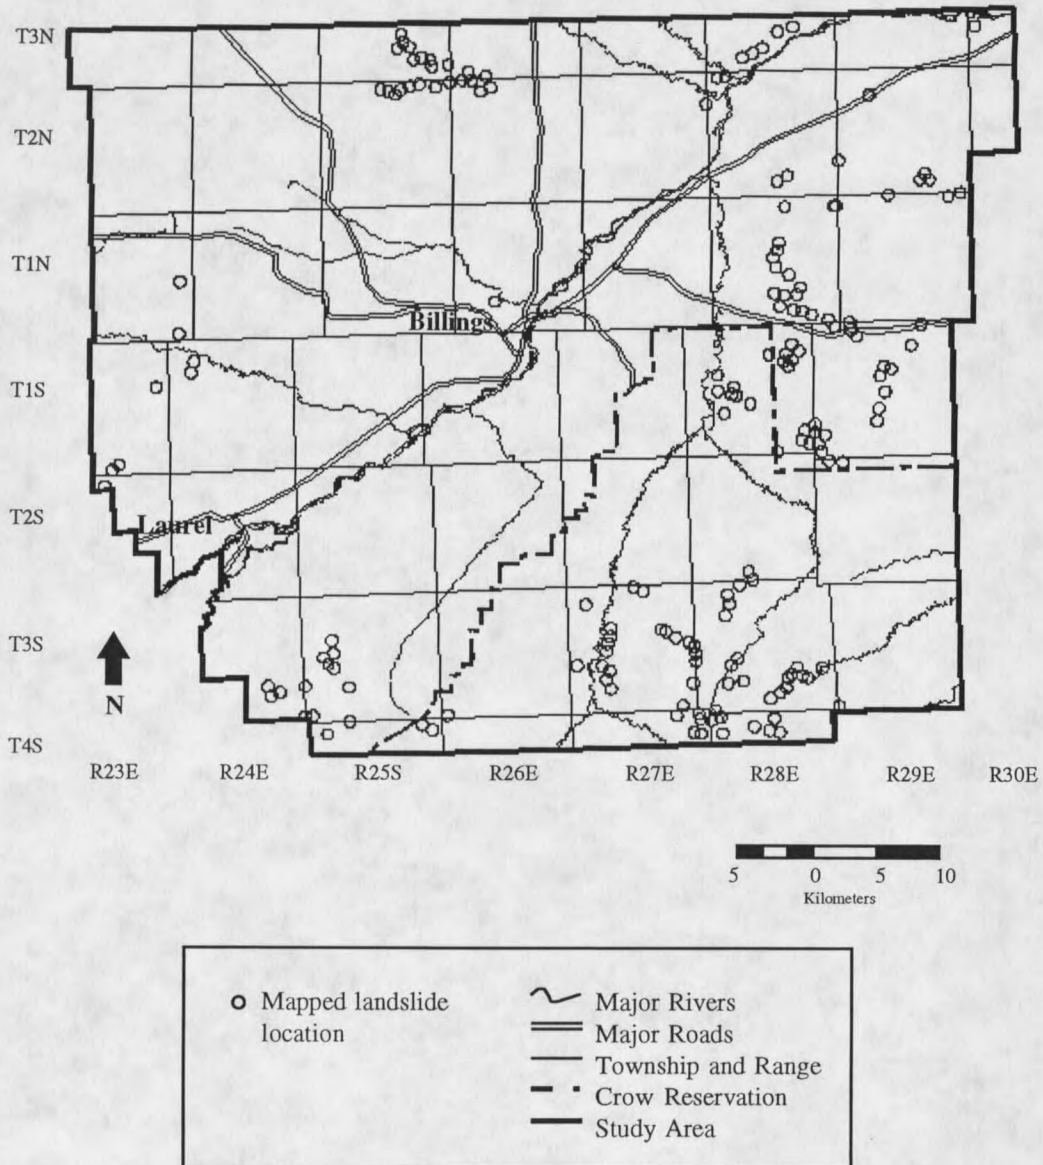 T3N
T2N
T1N
Billings
T1S
T2S
Laurel
T3S
N
T4S
R23E R24E R25S R26E R27E R28E R29E R30E
5 0 5 10
Kilometers
Mapped landslide
location
Major Rivers
Major Roads
Township and Range
Crow Reservation
Study Area